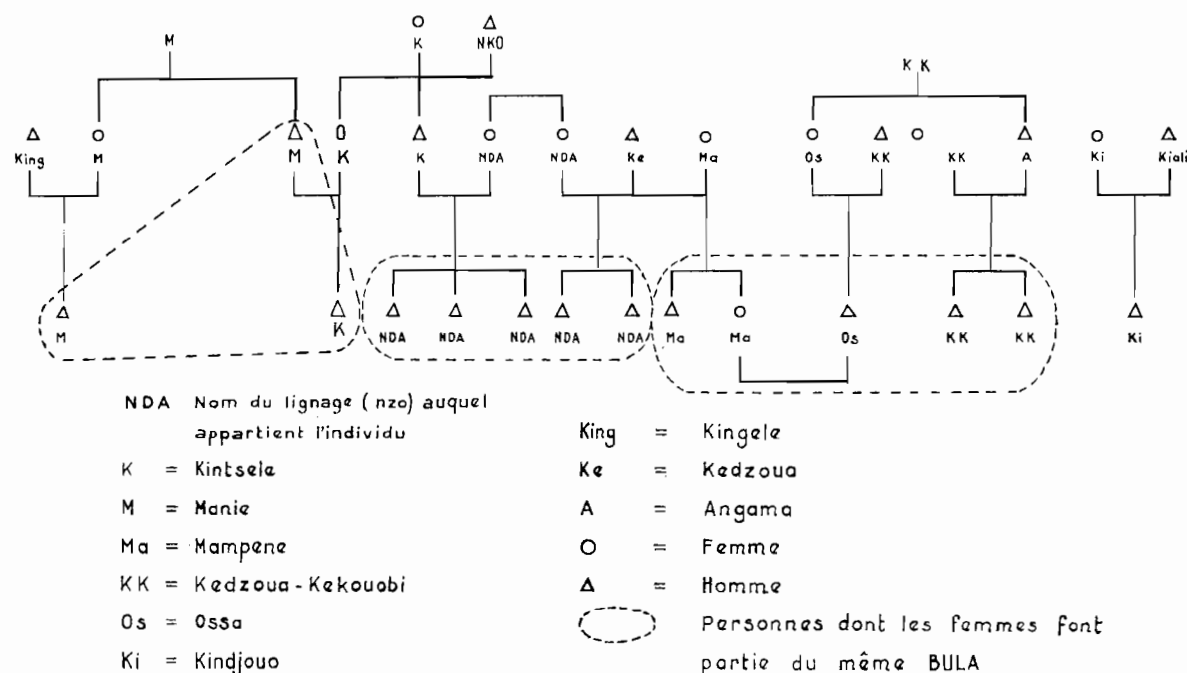 M
K
NKO
K K
King
M
M
K
K
NDA
NDA
Ke
Ma
Os
KK
KK
A
Ki
Kiali
M
K
NDA
NDA
NDA
NDA
NDA
Ma
Ma
Os
KK
KK
Ki
NDA Nom du lignage (nzo) auquel
appartient l'individu
K = Kintsele
M = Manie
Ma = Mampene
KK = Kedzoua - Kekouobi
Os = Ossa
Ki = Kindjouo
King = Kingele
Ke = Kedzoua
A = Angama
O = Femme
Δ = Homme
Personnes dont les femmes font
partie du même BULA